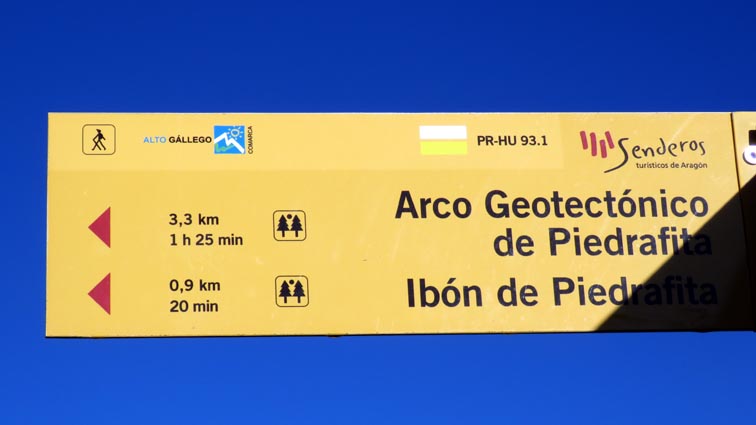 ALTO GÁLLEGO
COMARCA
PR-HU 93.1
Senderos
turísticos de Aragón
3,3 km
1 h 25 min
Arco Geotectónico
de Piedrafita
0,9 km
20 min
Ibón de Piedrafita